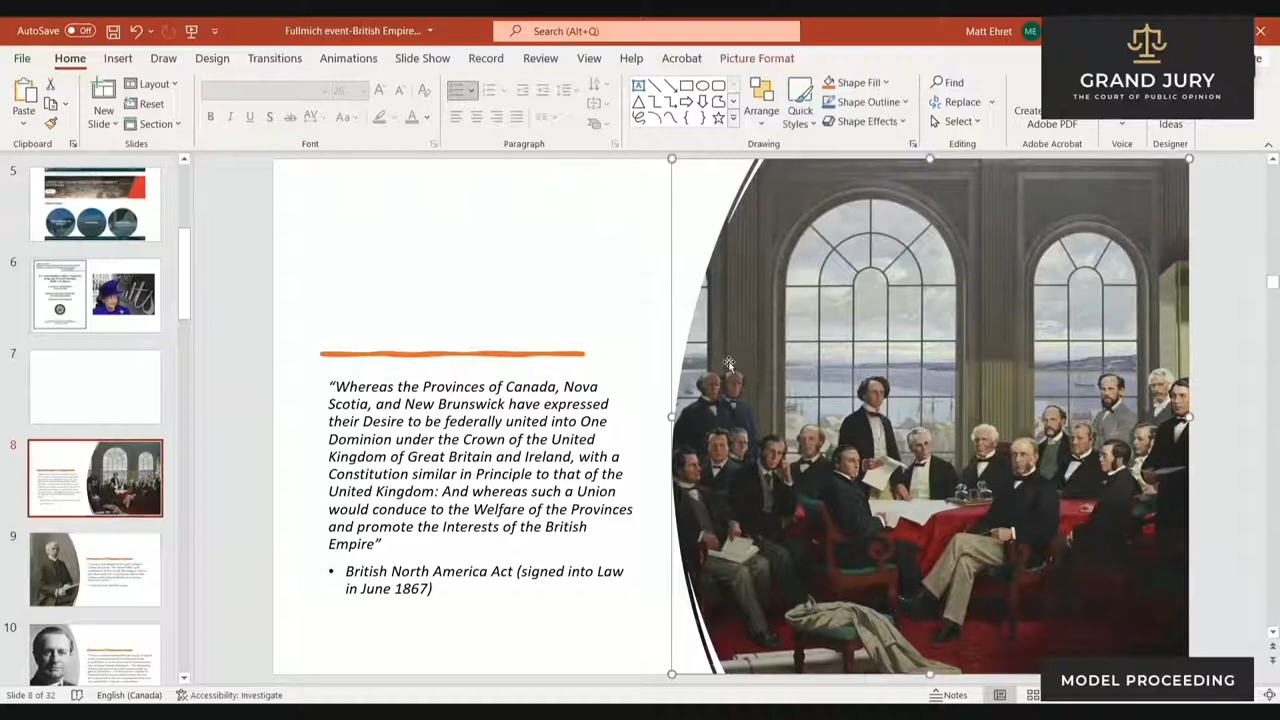 AutoSave Off
Fullmich event-British Empire...
Search (Alt+Q)
Matt Ehret ME
GRAND JURY
THE COURT OF PUBLIC OPINION
File Home Insert Draw Design Transitions Animations Slide Show Record Review View Help Acrobat Picture Format
Paste
New
Slide
Layout
Reset
Section
28
Arrange
Quick
Styles
Shape Fill
Shape Outline
Shape Effects
Find
Replace
Select
Adobe PDF
Ideas
Clipboard Slides Font Paragraph Drawing Editing Adobe Acrobat Voice Designer
5
6
7
8
9
10
“Whereas the Provinces of Canada, Nova
Scotia, and New Brunswick have expressed
their Desire to be federally united into One
Dominion under the Crown of the United
Kingdom of Great Britain and Ireland, with a
Constitution similar in Principle to that of the
United Kingdom: And whereas such a Union
would conduce to the Welfare of the Provinces
and promote the Interests of the British
Empire”
• British North America Act (signed into Law
in June 1867)
MODEL PROCEEDING
Slide 8 of 32 English (Canada) Accessibility: Investigate Notes